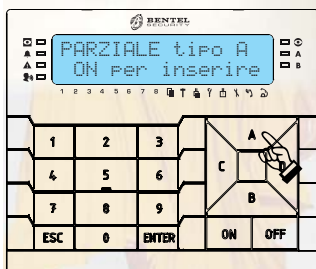 BENTEL
SECURITY
PARZIALE tipo A
ON per inserire
A
B
1 2 3 4 5 6 7 8
1 2 3
4 5 6
7 8 9
ESC 0 ENTER
A
C
B
ON OFF